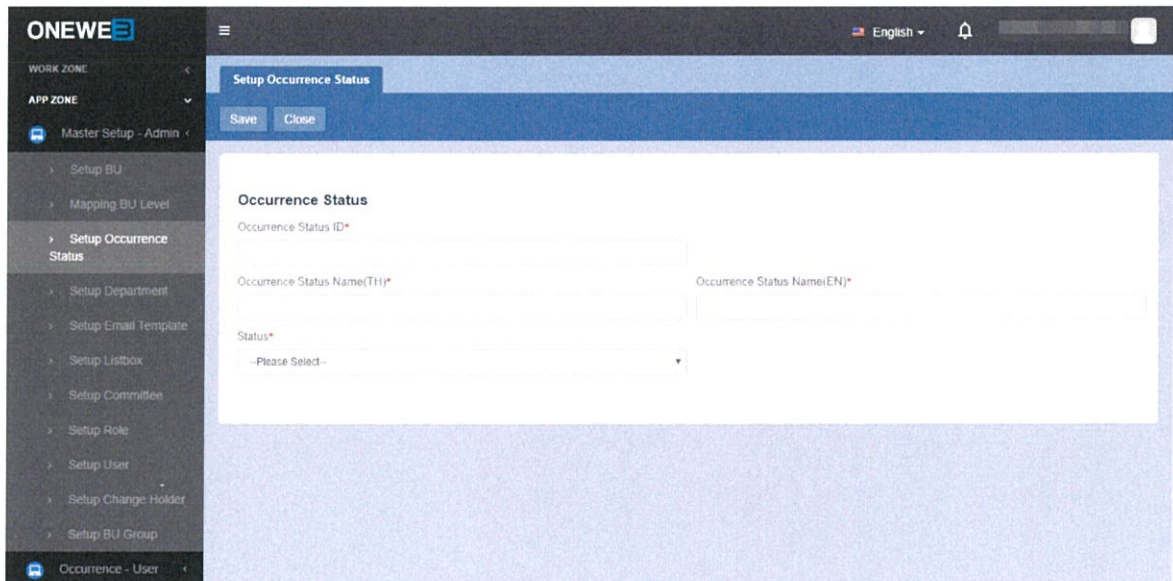 ONEWEB
English
WORK ZONE
APP ZONE
Master Setup - Admin
Setup BU
Mapping BU Level
Setup Occurrence
Status
Setup Department
Setup Email Template
Setup Listbox
Setup Committee
Setup Role
Setup User
Setup Change Holder
Setup BU Group
Occurrence - User
Setup Occurrence Status
Save Close
Occurrence Status
Occurrence Status ID*
Occurrence Status Name(TH)* Occurrence Status Name(EN)*
Status*
--Please Select--